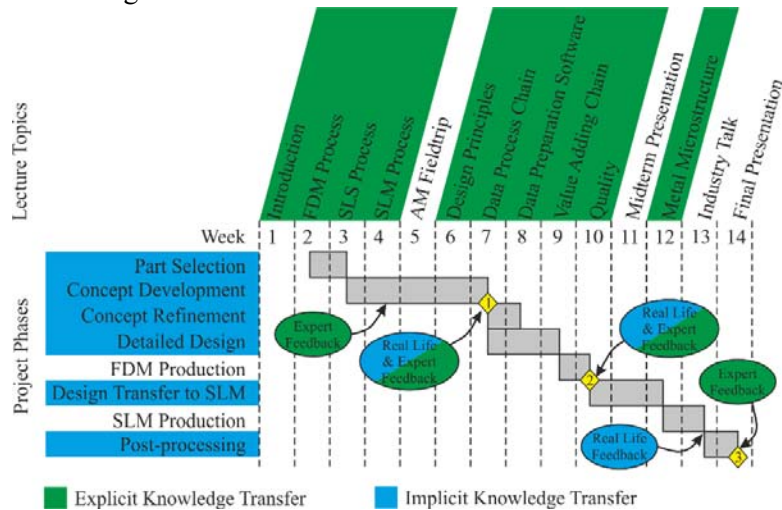 Lecture Topics
Introduction
FDM Process
SLS Process
SLM Process
AM Fieldtrip
Design Principles
Data Process Chain
Data Preparation Software
Value Adding Chain
Quality
Midterm Presentation
Metal Microstructure
Industry Talk
Final Presentation
Week 1 2 3 4 5 6 7 8 9 10 11 12 13 14
Project Phases
Part Selection
Concept Development
Concept Refinement
Detailed Design
FDM Production
Design Transfer to SLM
SLM Production
Post-processing
Expert
Feedback
1
Real Life
& Expert
Feedback
2
Real Life
& Expert
Feedback
Expert
Feedback
Real Life
Feedback
3
Explicit Knowledge Transfer
Implicit Knowledge Transfer